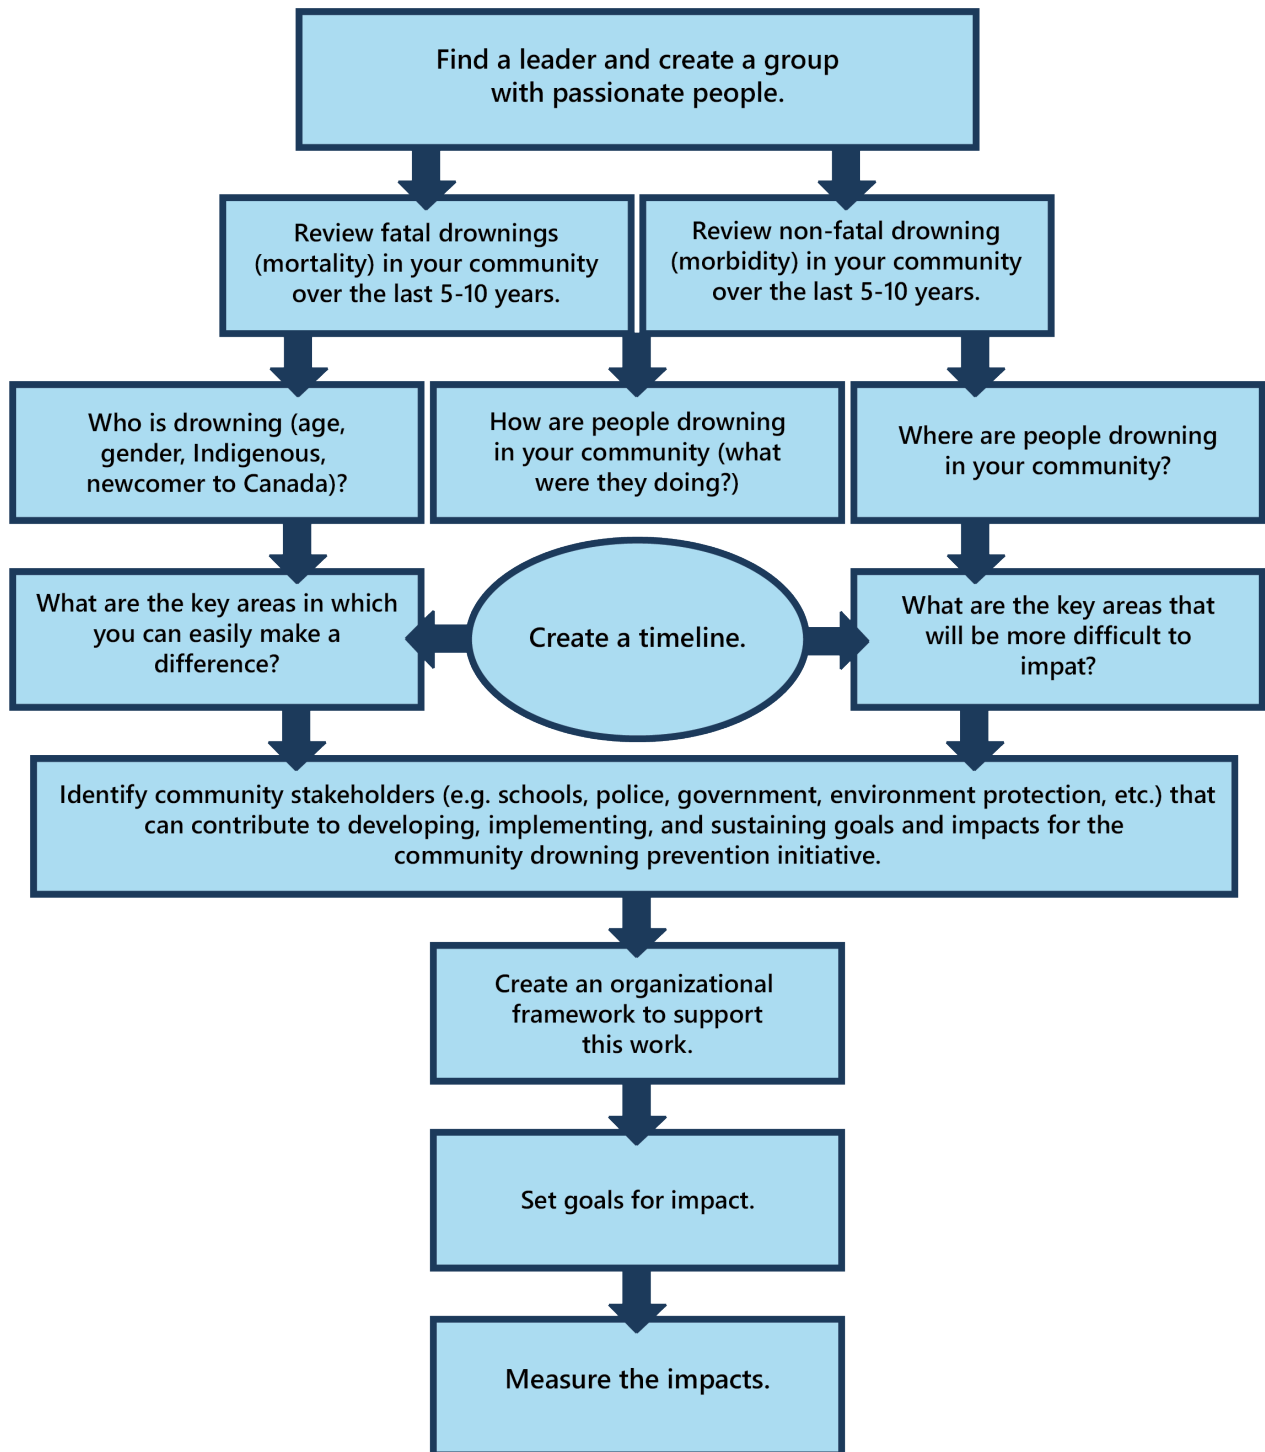 Find a leader and create a group
with passionate people.
Review fatal drownings
(mortality) in your community
over the last 5-10 years.
Review non-fatal drowning
(morbidity) in your community
over the last 5-10 years.
Who is drowning (age,
gender, Indigenous,
newcomer to Canada)?
How are people drowning
in your community (what
were they doing?)
Where are people drowning
in your community?
What are the key areas in which
you can easily make a
difference?
Create a timeline.
What are the key areas that
will be more difficult to
impat?
Identify community stakeholders (e.g. schools, police, government, environment protection, etc.) that
can contribute to developing, implementing, and sustaining goals and impacts for the
community drowning prevention initiative.
Create an organizational
framework to support
this work.
Set goals for impact.
Measure the impacts.